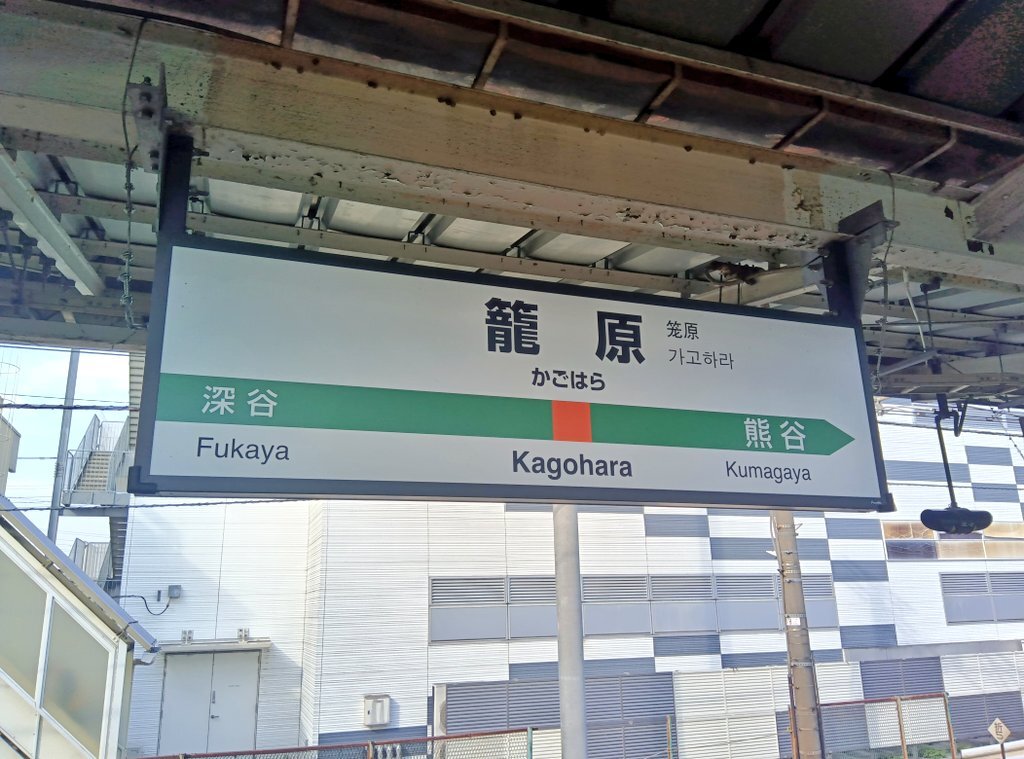 籠原
笼原
가고하라
かごはら
深谷
熊谷
Fukaya
Kagohara
Kumagaya